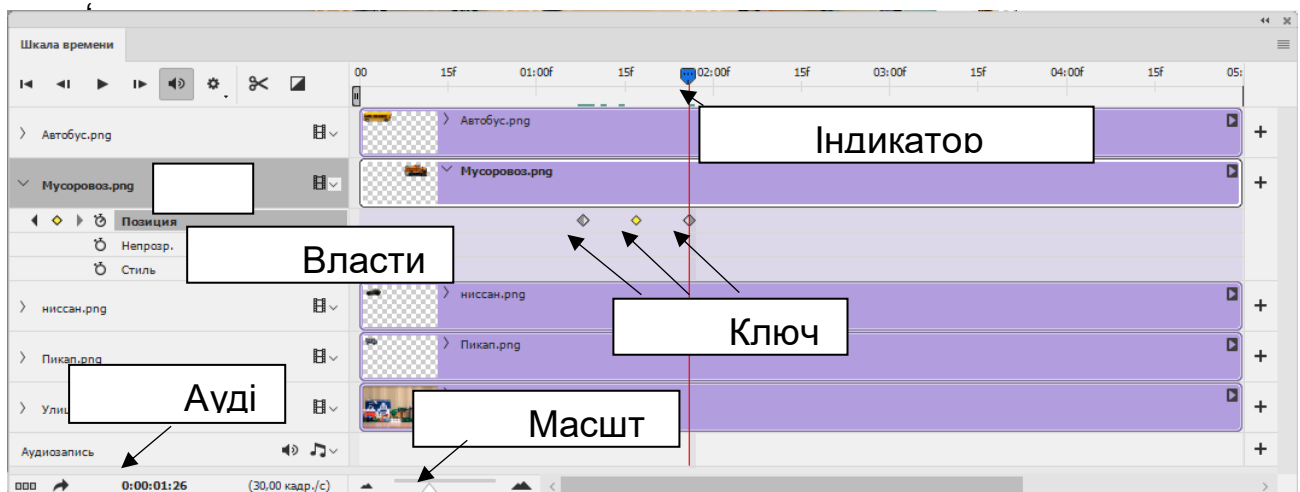 Шкала времени
00 15f 01:00f 15f 02:00f 15f 03:00f 15f 04:00f 15f 05:
Автобус.png
Автобус.png
Індикатор
Мусоровоз.png
Мусоровоз.png
Позиция
Непрозр.
Стиль
Власти
ниссан.png
ниссан.png
Ключ
Пикап.png
Пикап.png
Ауді
Масшт
Аудиозапись
0:00:01:26 (30,00 кадр./с)